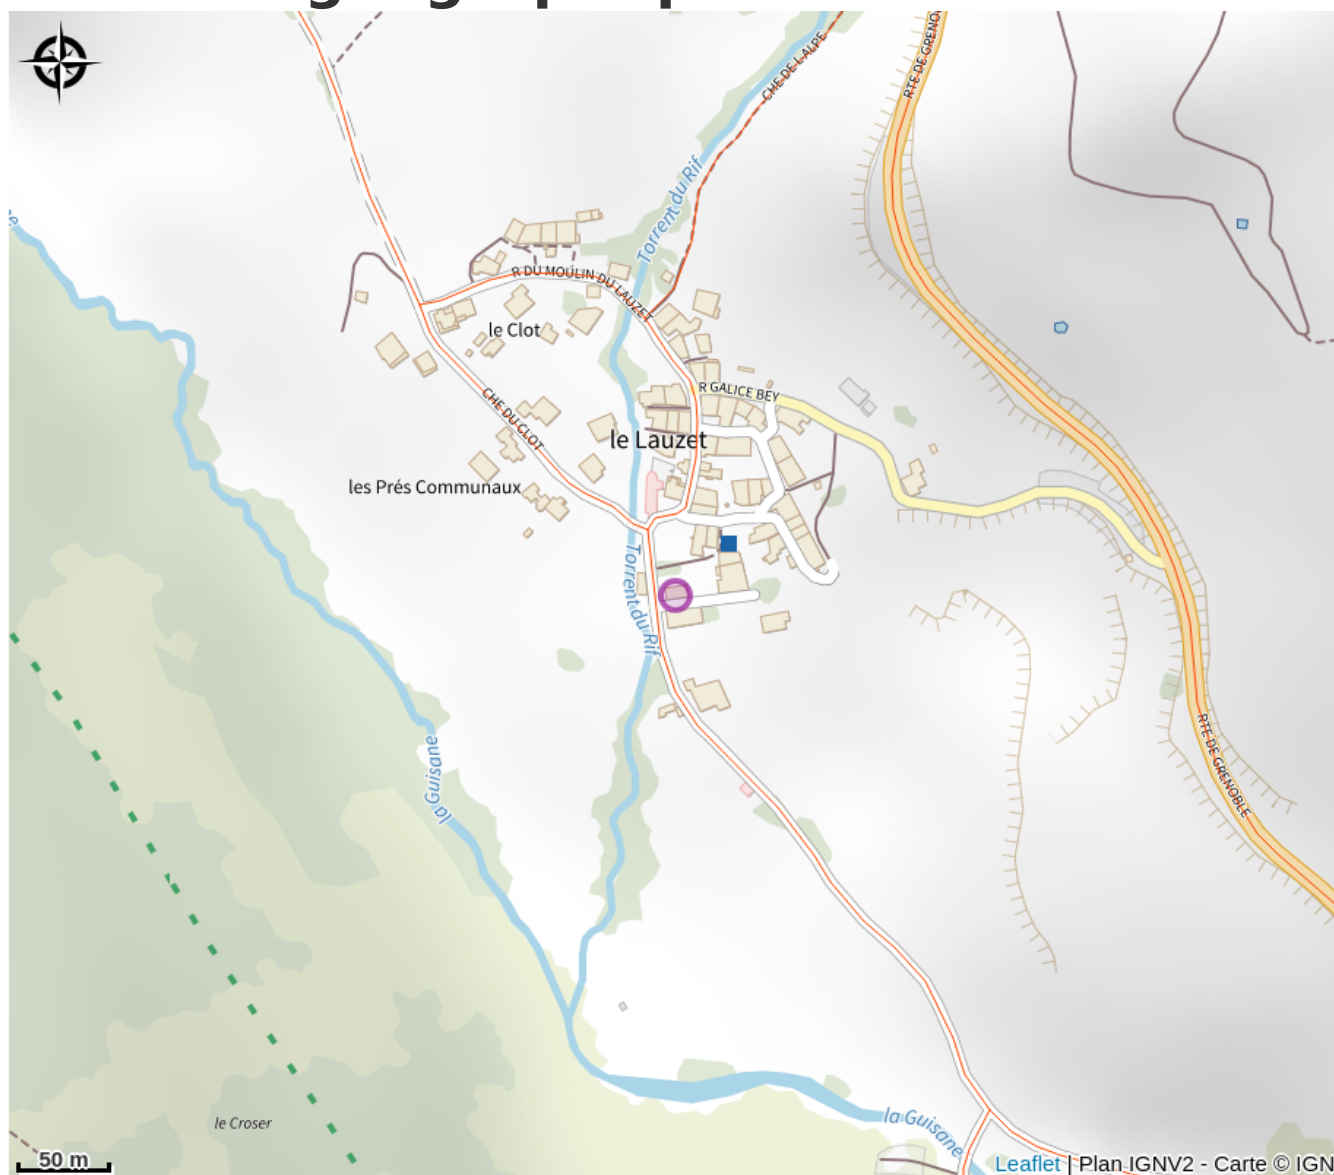 CHE DE L ALPE
RTE DE GRENO
Torrent du Rif
R DU MOULIN DU LAUZET
le Clot
R GALICE BEY
CHE DU CLOT
le Lauzet
les Prés Communaux
Torrent du Rif
la Guisane
RTE DE GRENOBLE
le Croser
la Guisane
50 m
Leaflet | Plan IGNV2 - Carte © IGN